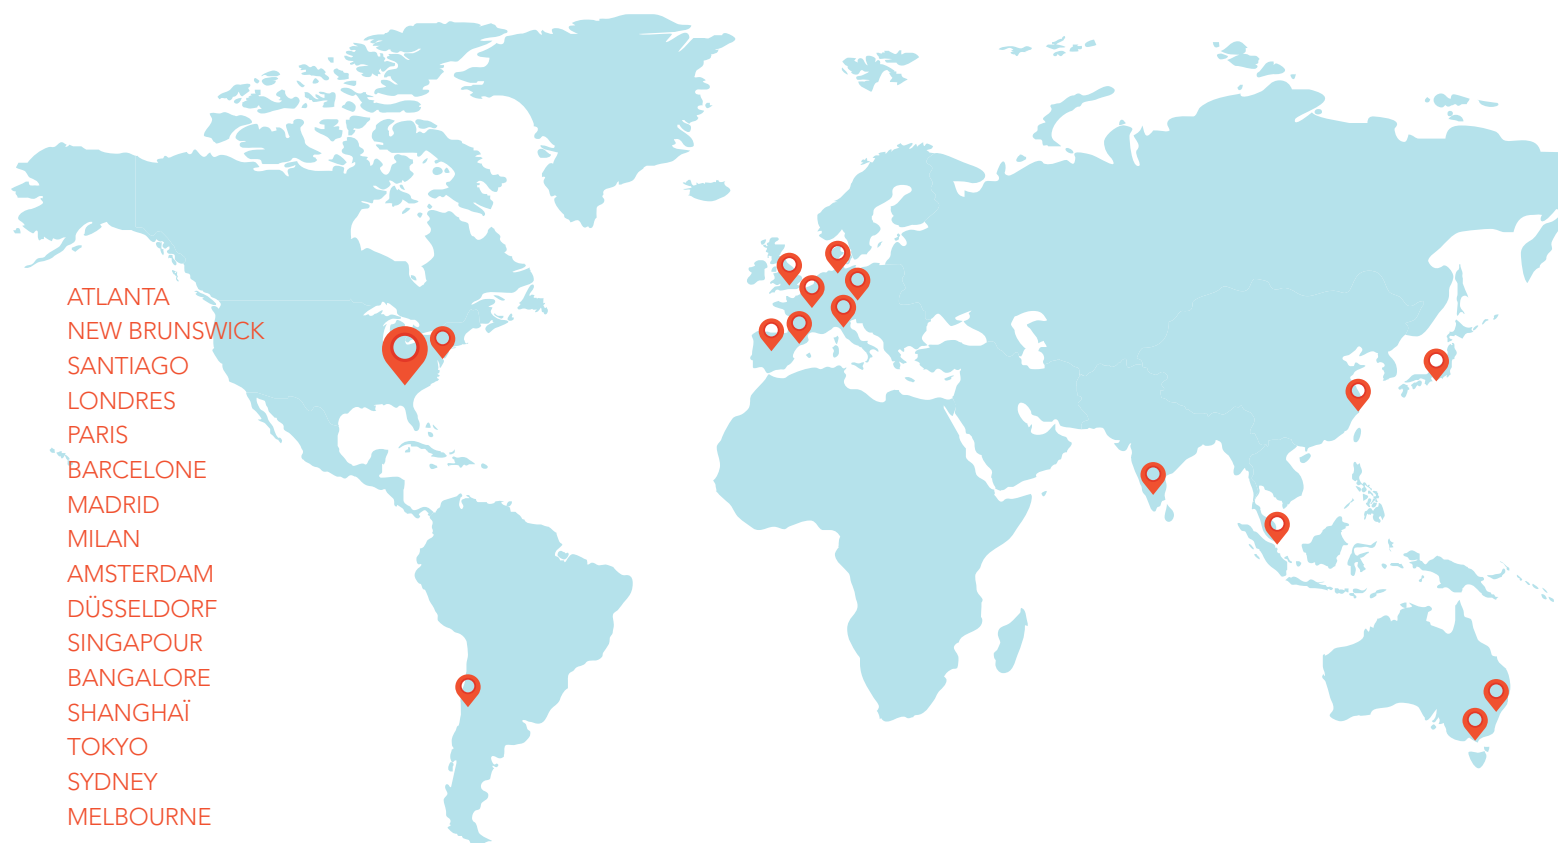 ATLANTA
NEW BRUNSWICK
SANTIAGO
LONDRES
PARIS
BARCELONE
MADRID
MILAN
AMSTERDAM
DÜSSELDORF
SINGAPOUR
BANGALORE
SHANGHAÏ
TOKYO
SYDNEY
MELBOURNE